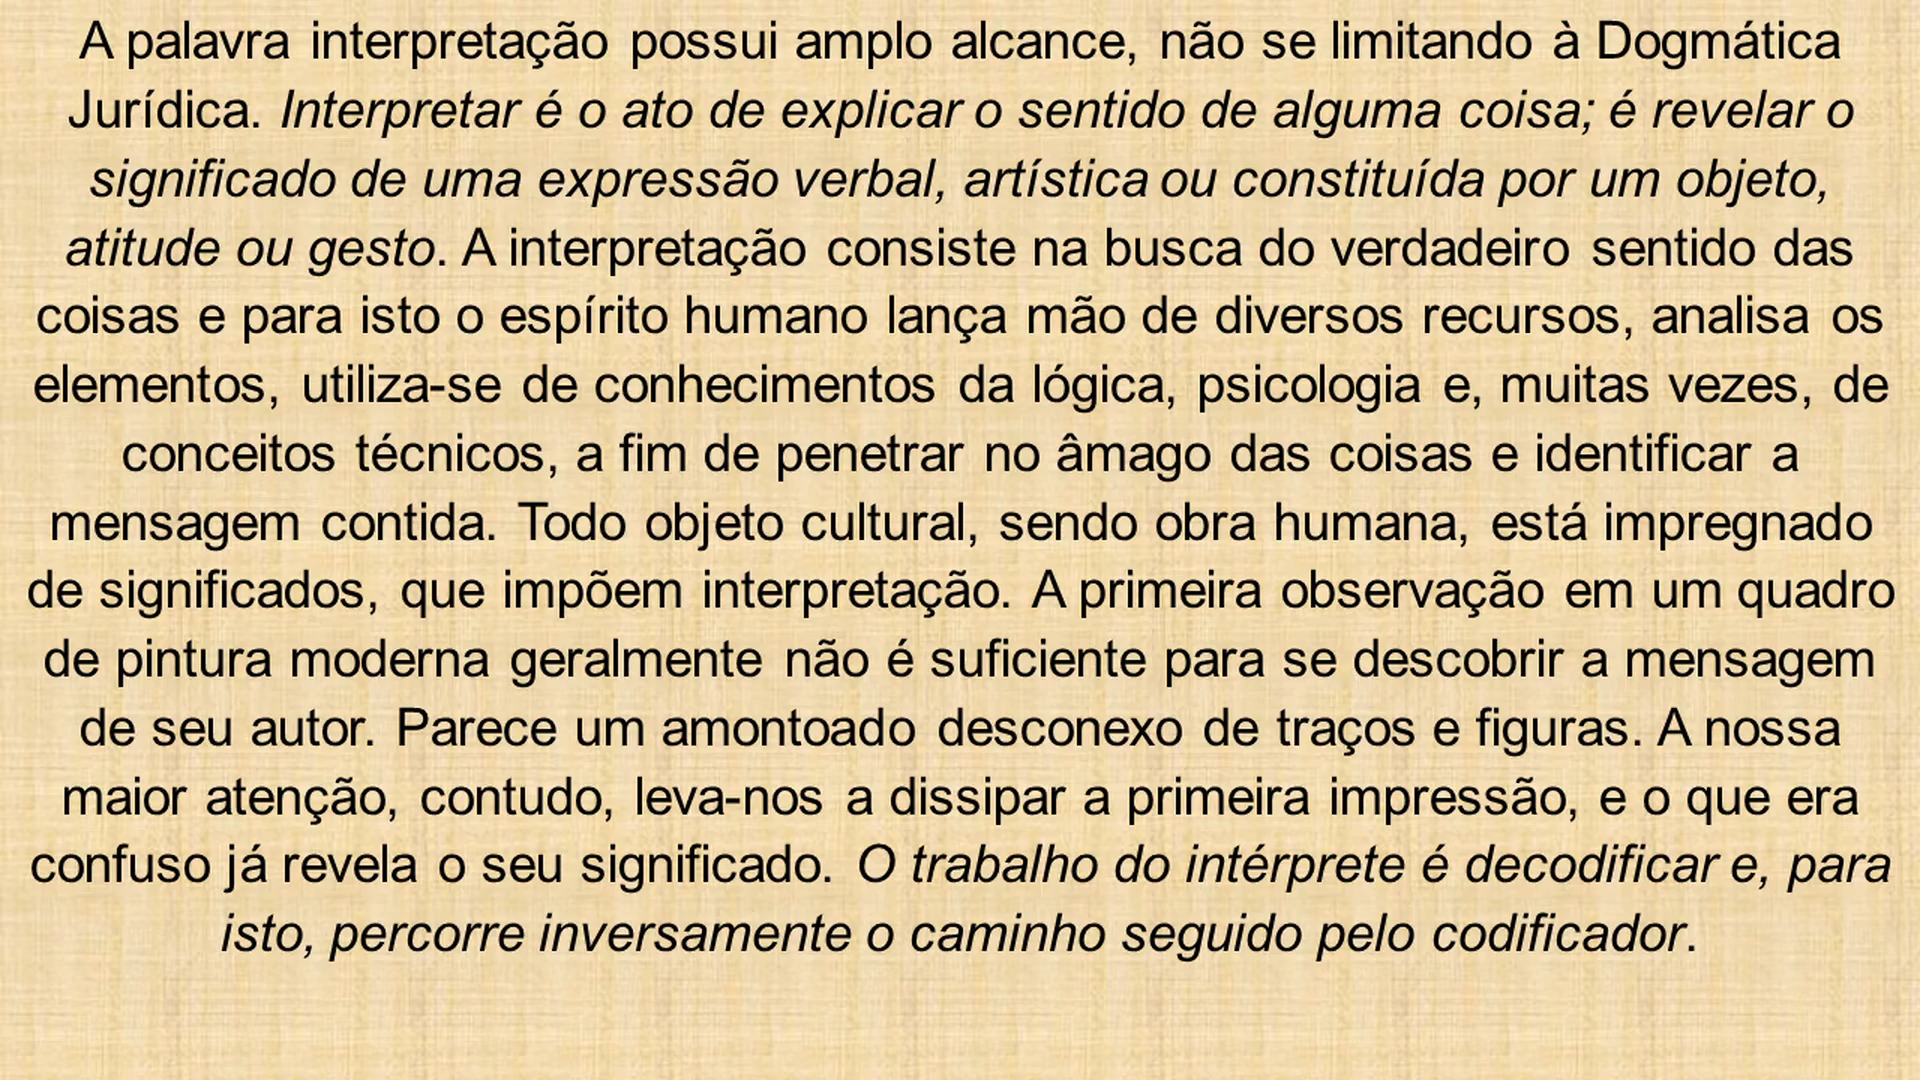 A palavra interpretação possui amplo alcance, não se limitando à Dogmática
Jurídica. Interpretar é o ato de explicar o sentido de alguma coisa; é revelar o
significado de uma expressão verbal, artística ou constituída por um objeto,
atitude ou gesto. A interpretação consiste na busca do verdadeiro sentido das
coisas e para isto o espírito humano lança mão de diversos recursos, analisa os
elementos, utiliza-se de conhecimentos da lógica, psicologia e, muitas vezes, de
conceitos técnicos, a fim de penetrar no âmago das coisas e identificar a
mensagem contida. Todo objeto cultural, sendo obra humana, está impregnado
de significados, que impõem interpretação. A primeira observação em um quadro
de pintura moderna geralmente não é suficiente para se descobrir a mensagem
de seu autor. Parece um amontoado desconexo de traços e figuras. A nossa
maior atenção, contudo, leva-nos a dissipar a primeira impressão, e o que era
confuso já revela o seu significado. O trabalho do intérprete é decodificar e, para
isto, percorre inversamente o caminho seguido pelo codificador.